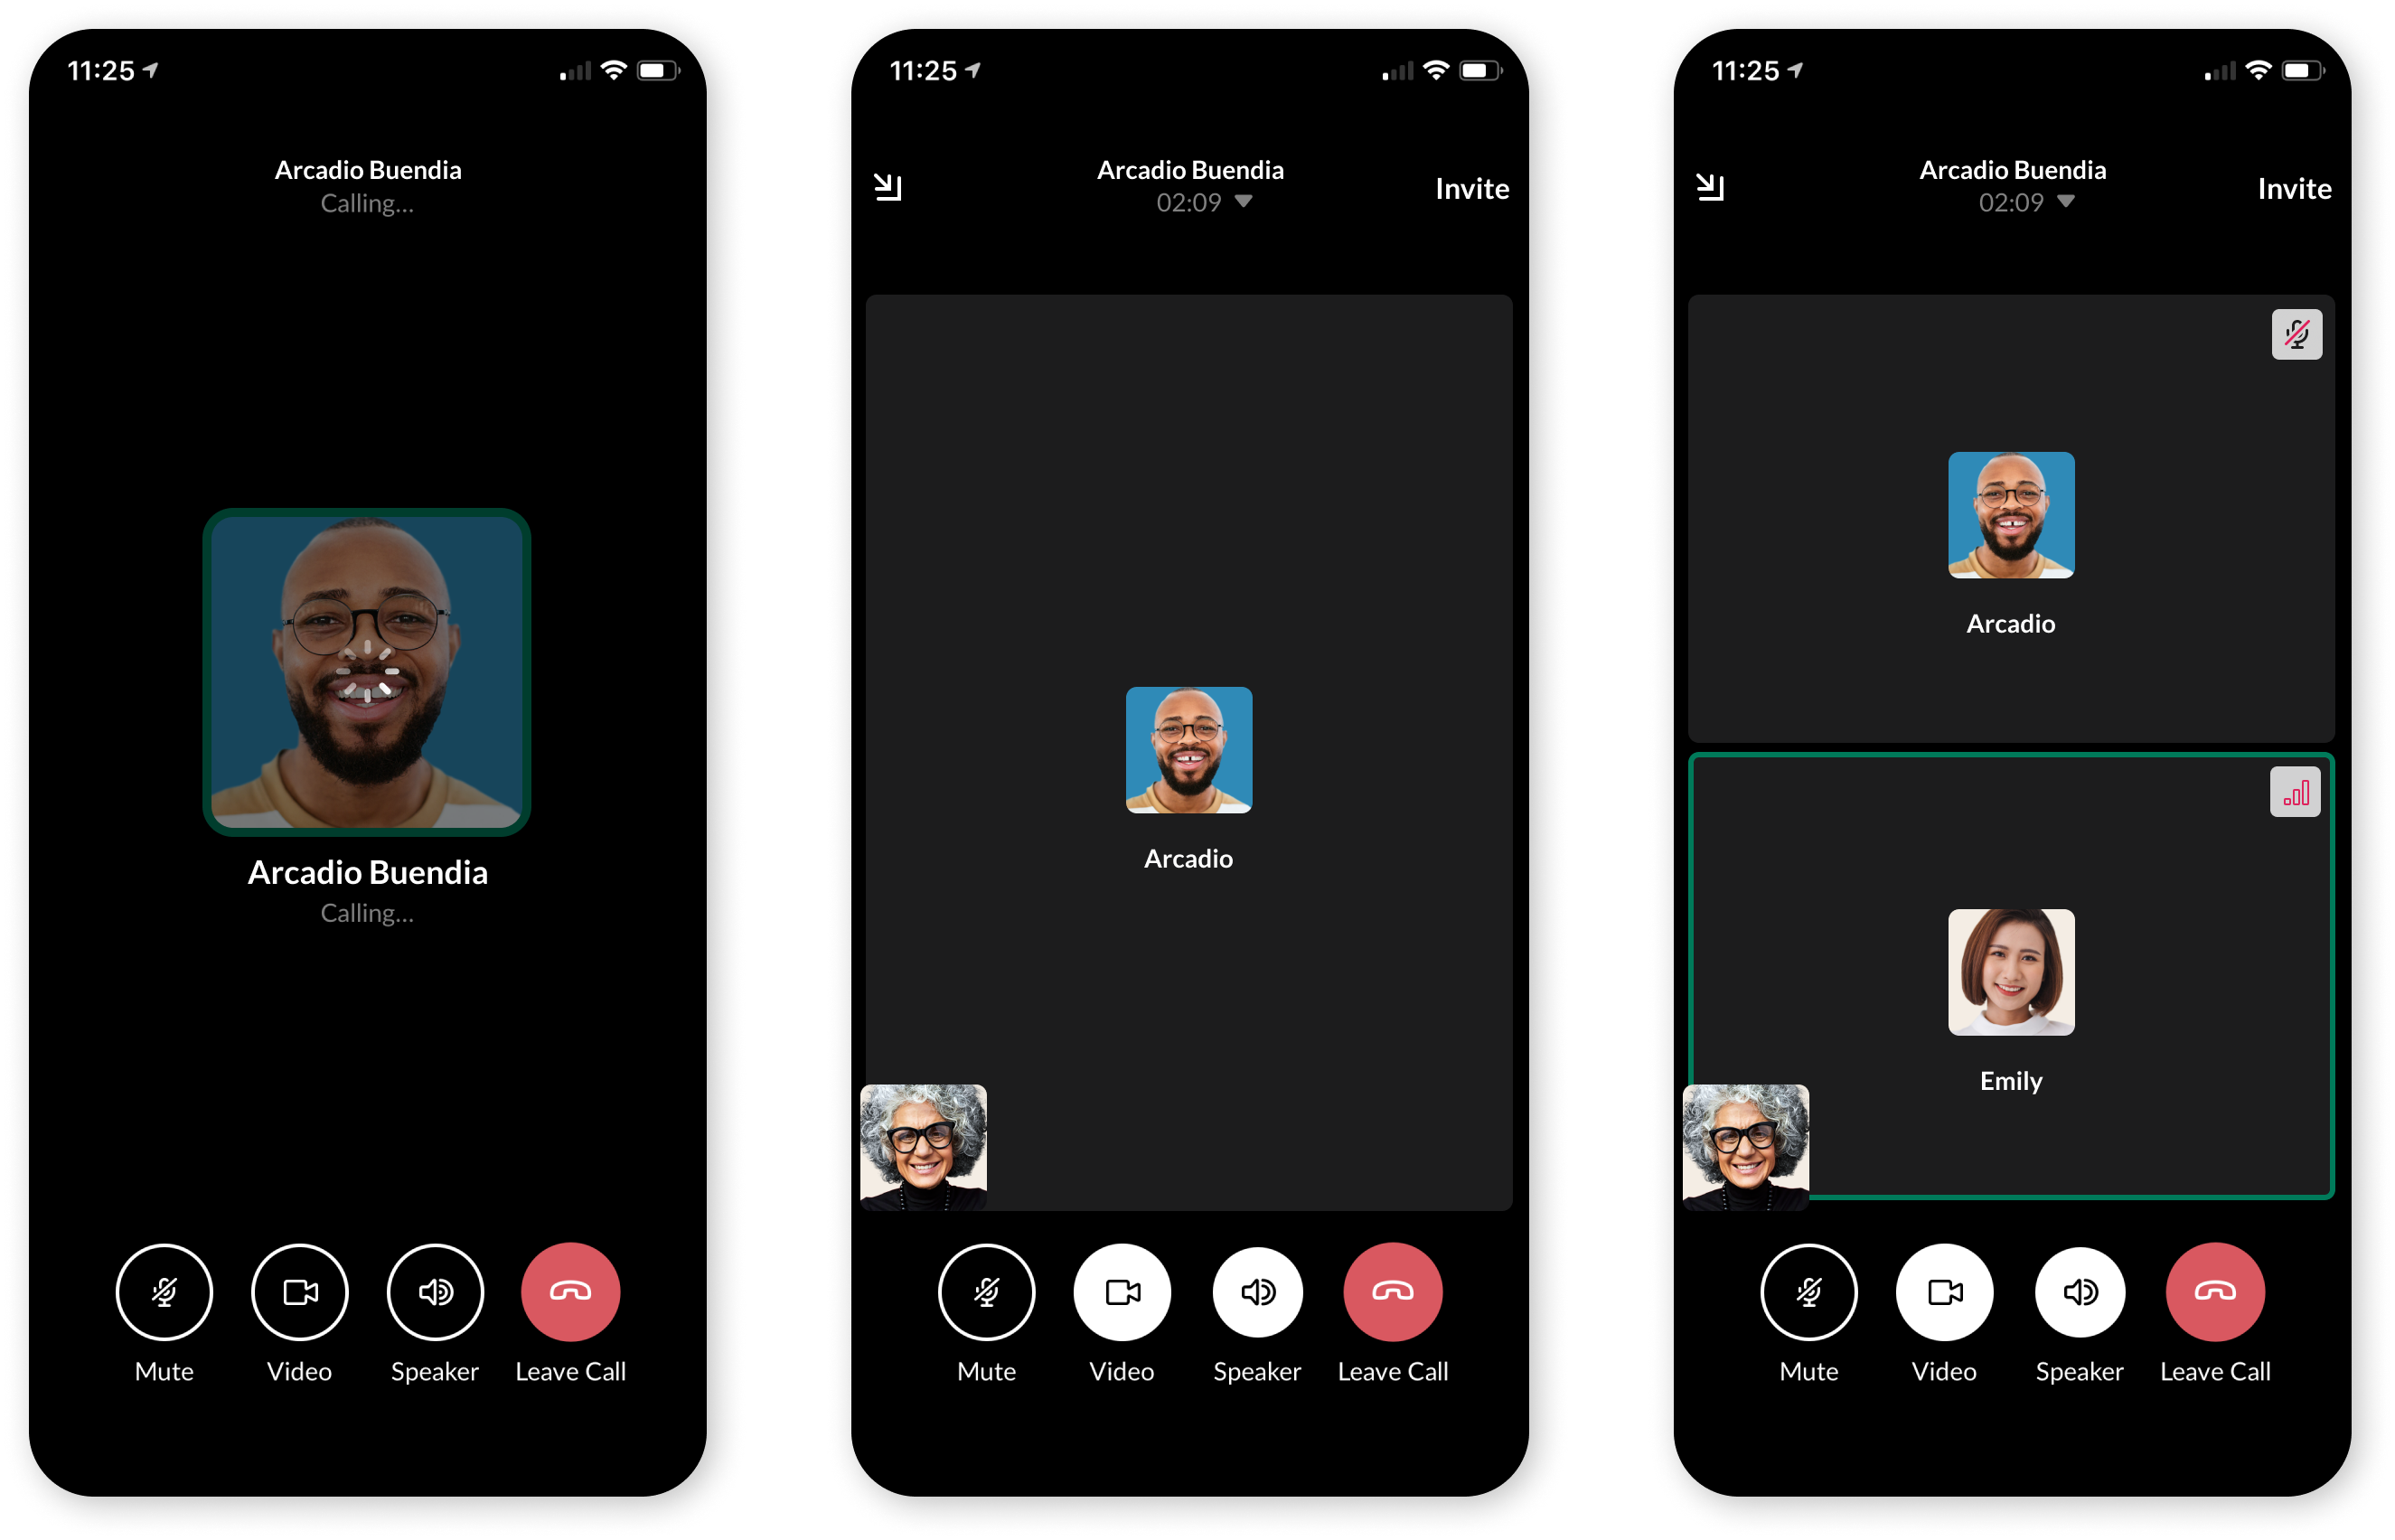 11:25
Arcadio Buendia
Calling...
Arcadio Buendia
Calling...
Mute
Video
Speaker
Leave Call
11:25
Arcadio Buendia
02:09
Invite
Arcadio
Mute
Video
Speaker
Leave Call
11:25
Arcadio Buendia
02:09
Invite
Arcadio
Emily
Mute
Video
Speaker
Leave Call